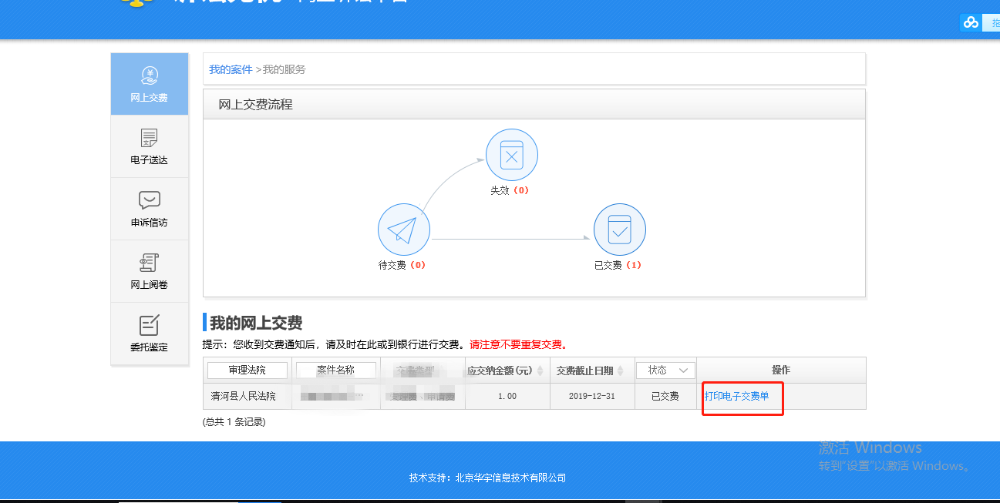 网上交费
电子送达
申诉信访
网上阅卷
委托鉴定
我的案件 >我的服务
网上交费流程
失效（0）
待交费（0）
已交费（1）
我的网上交费
提示：您收到交费通知后，请及时在此或到银行进行交费。请注意不要重复交费。
审理法院 案件名称 应交纳金额(元) 交费截止日期 状态 操作
清河县人民法院 1.00 2019-12-31 已交费 打印电子交费单
(总共 1 条记录)
激活 Windows
转到"设置"以激活 Windows。
技术支持：北京华宇信息技术有限公司